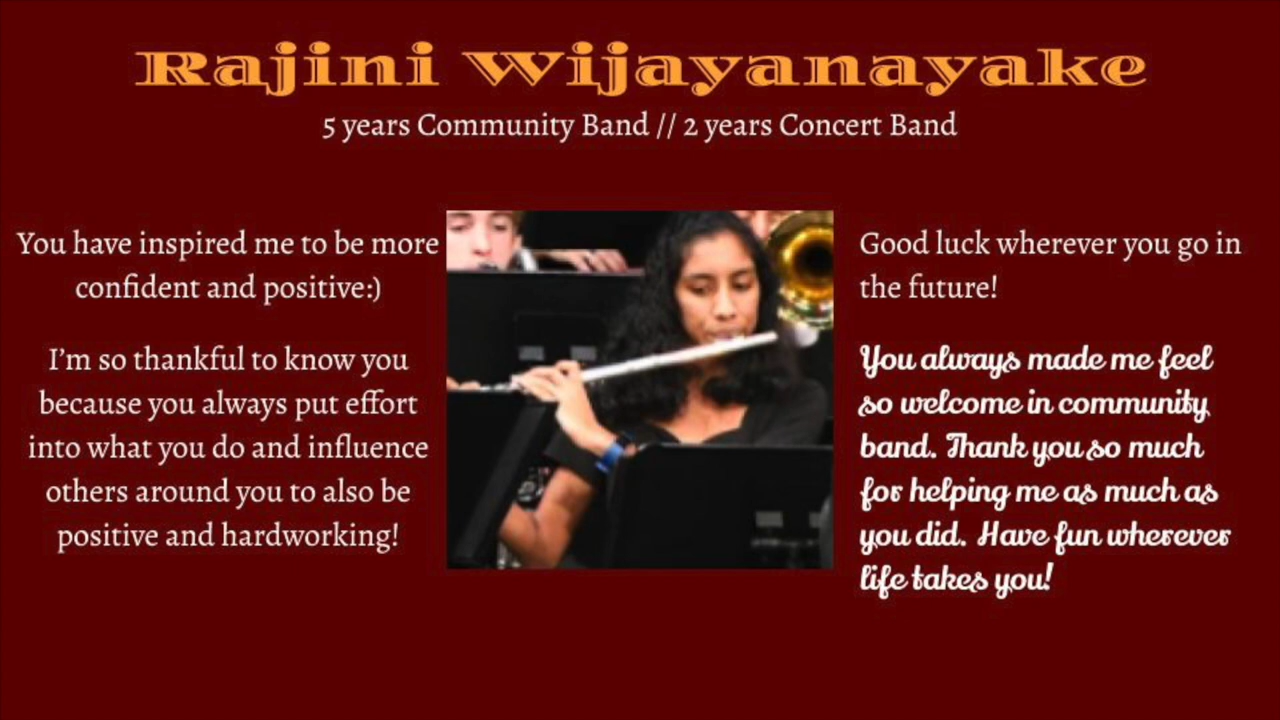 Rajini Wijayanayake
5 years Community Band // 2 years Concert Band
You have inspired me to be more
confident and positive:)
I’m so thankful to know you
because you always put effort
into what you do and influence
others around you to also be
positive and hardworking!
Good luck wherever you go in
the future!
You always made me feel
so welcome in community
band. Thank you so much
for helping me as much as
you did. Have fun wherever
life takes you!